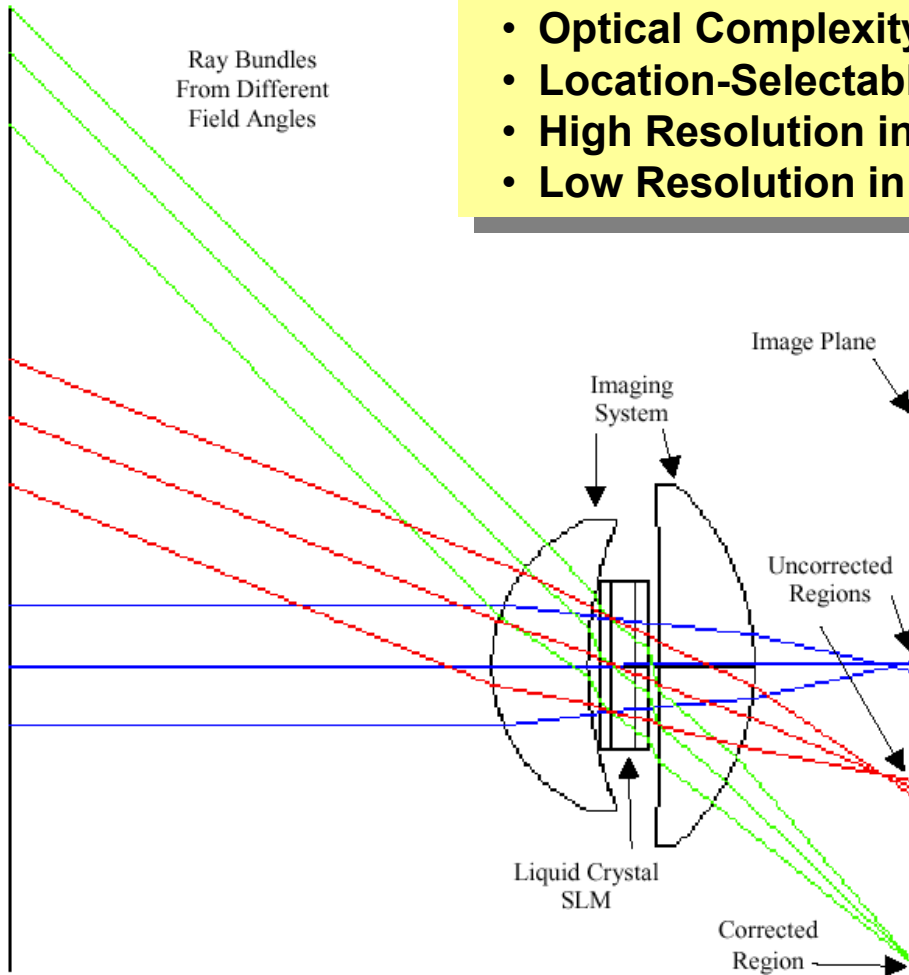 • Optical Complexity
• Location-Selectabl
• High Resolution in
• Low Resolution in
Ray Bundles
From Different
Field Angles
Image Plane
Imaging
System
Uncorrected
Regions
Liquid Crystal
SLM
Corrected
Region